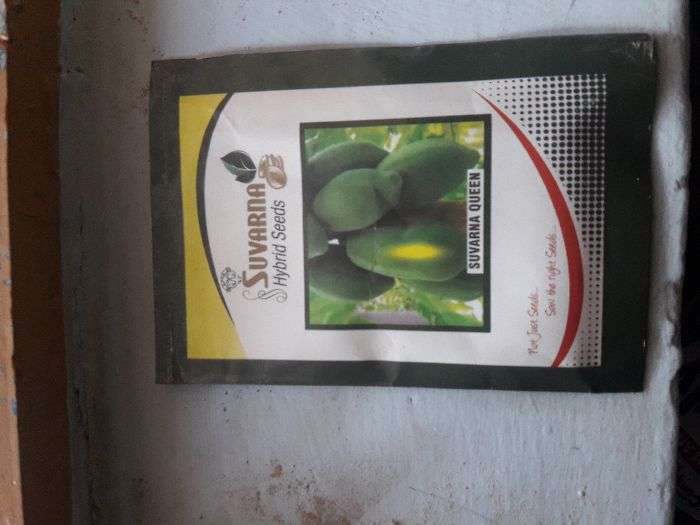 SUVARNA
Hybrid Seeds
SUVARNA QUEEN
Not Just Seeds...
Sow the right Seeds...